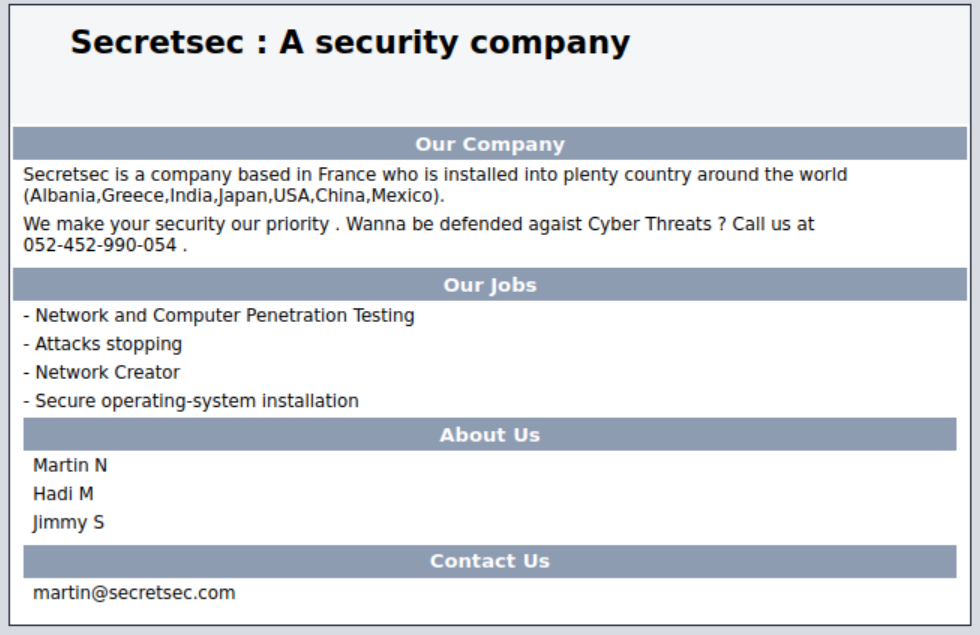 Secretsec : A security company
Our Company
Secretsec is a company based in France who is installed into plenty country around the world
(Albania,Greece,India,Japan,USA,China,Mexico).
We make your security our priority . Wanna be defended agaist Cyber Threats ? Call us at
052-452-990-054 .
Our Jobs
- Network and Computer Penetration Testing
- Attacks stopping
- Network Creator
- Secure operating-system installation
About Us
Martin N
Hadi M
Jimmy S
Contact Us
martin@secretsec.com